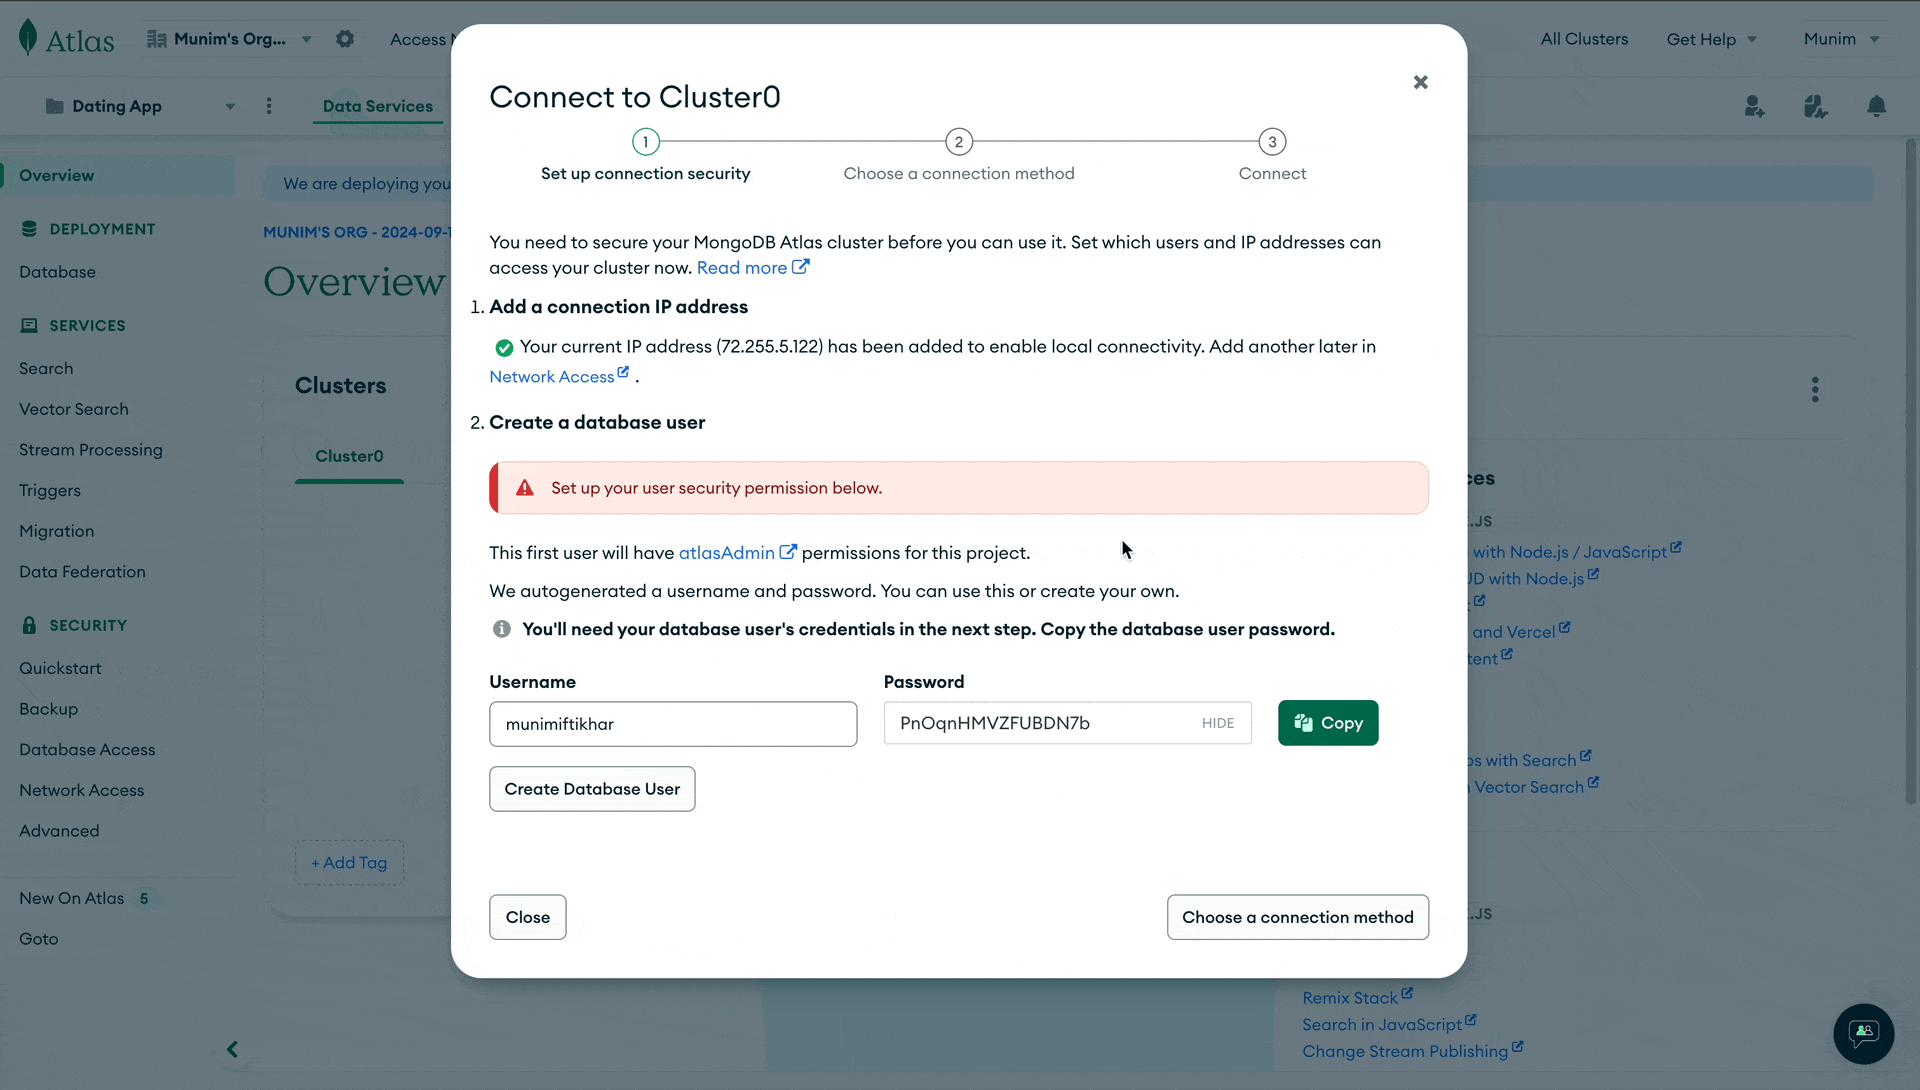 Atlas
Munim's Org...
Access
All Clusters
Get Help
Munim
Dating App
Data Services
Overview
DEPLOYMENT
Database
SERVICES
Search
Vector Search
Stream Processing
Triggers
Migration
Data Federation
SECURITY
Quickstart
Backup
Database Access
Network Access
Advanced
New On Atlas 5
Goto
We are deploying you
MUNIM'S ORG - 2024-09-1
Overview
Clusters
Cluster0
+ Add Tag
Connect to Cluster0
1
2
3
Set up connection security
Choose a connection method
Connect
You need to secure your MongoDB Atlas cluster before you can use it. Set which users and IP addresses can
access your cluster now. Read more
1. Add a connection IP address
Your current IP address (72.255.5.122) has been added to enable local connectivity. Add another later in
Network Access .
2. Create a database user
Set up your user security permission below.
This first user will have atlasAdmin permissions for this project.
We autogenerated a username and password. You can use this or create your own.
You'll need your database user's credentials in the next step. Copy the database user password.
Username
Password
munimiftikhar
PnOqnHMVZFUBDN7b HIDE
Copy
Create Database User
Close
Choose a connection method
ces
.JS
with Node.js / JavaScript
UD with Node.js
and Vercel
tent
os with Search
Vector Search
.JS
Remix Stack
Search in JavaScript
Change Stream Publishing